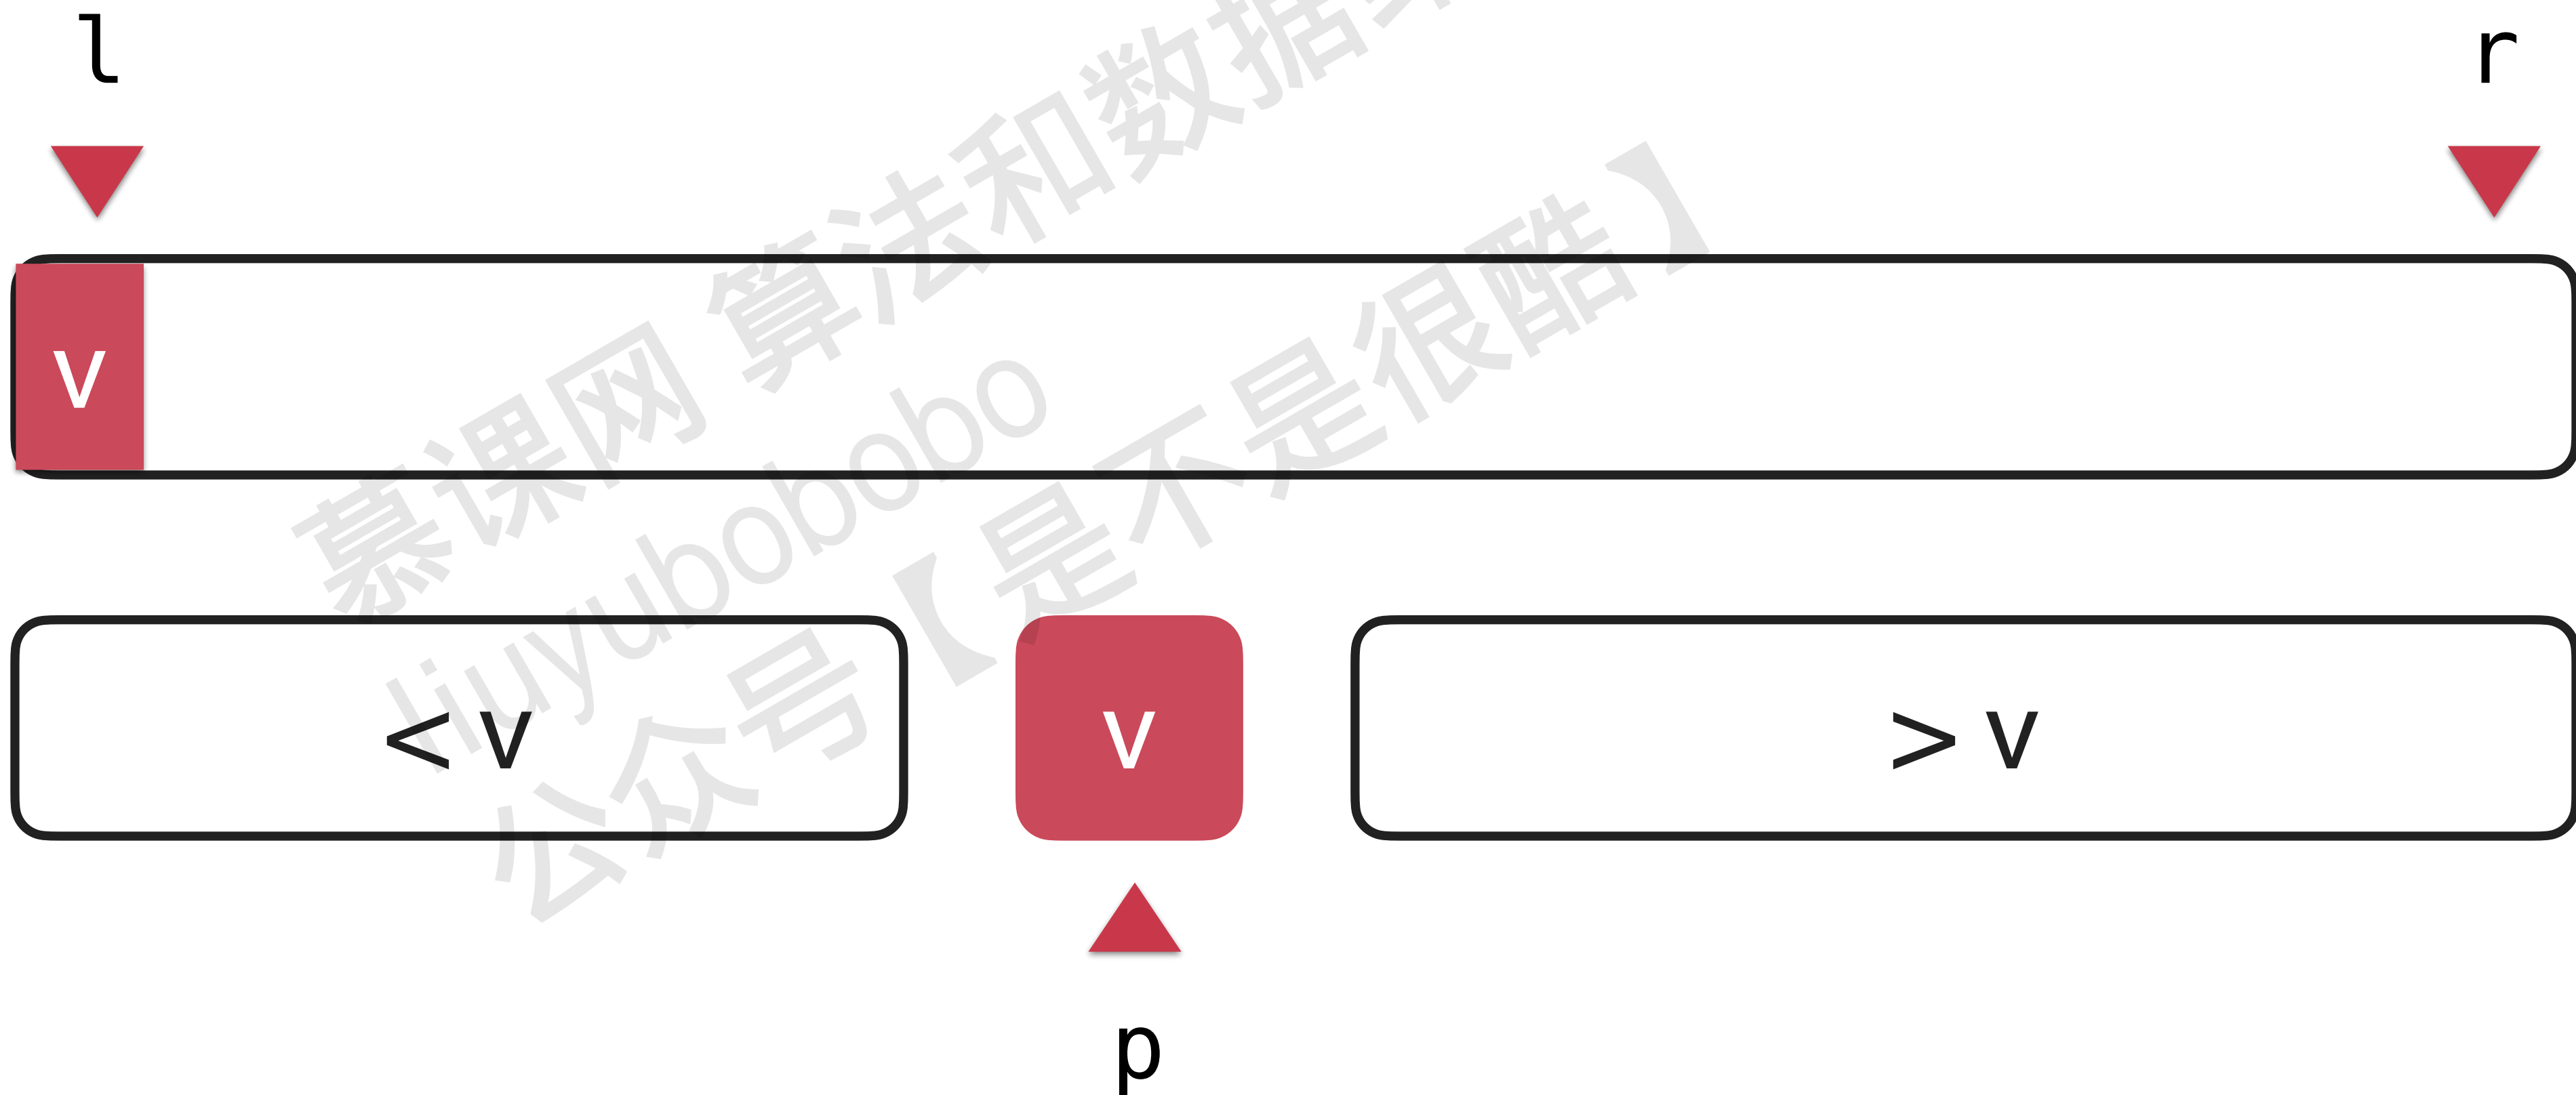 l
r
v
< v
v
> v
p
慕课网 算法和数据
liuyubobobo
公众号【是不是很酷】